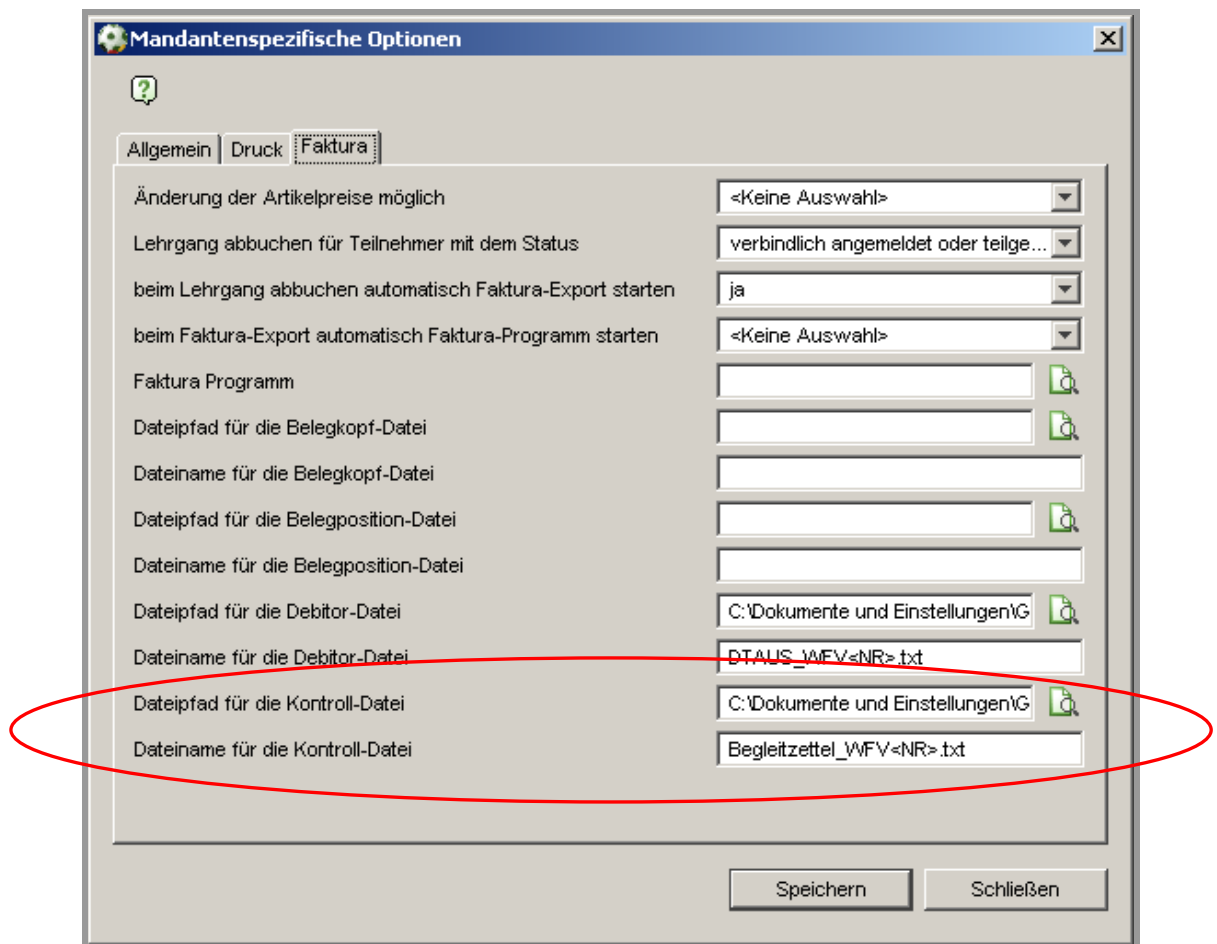 Mandantenspezifische Optionen
Allgemein Druck Faktura
Änderung der Artikelpreise möglich <Keine Auswahl>
Lehrgang abbuchen für Teilnehmer mit dem Status verbindlich angemeldet oder teilge...
beim Lehrgang abbuchen automatisch Faktura-Export starten ja
beim Faktura-Export automatisch Faktura-Programm starten <Keine Auswahl>
Faktura Programm
Dateipfad für die Belegkopf-Datei
Dateiname für die Belegkopf-Datei
Dateipfad für die Belegposition-Datei
Dateiname für die Belegposition-Datei
Dateipfad für die Debitor-Datei C:\Dokumente und Einstellungen\G
Dateiname für die Debitor-Datei DTAUS_WFV<NR>.txt
Dateipfad für die Kontroll-Datei C:\Dokumente und Einstellungen\G
Dateiname für die Kontroll-Datei Begleitzettel_WFV<NR>.txt
Speichern Schließen